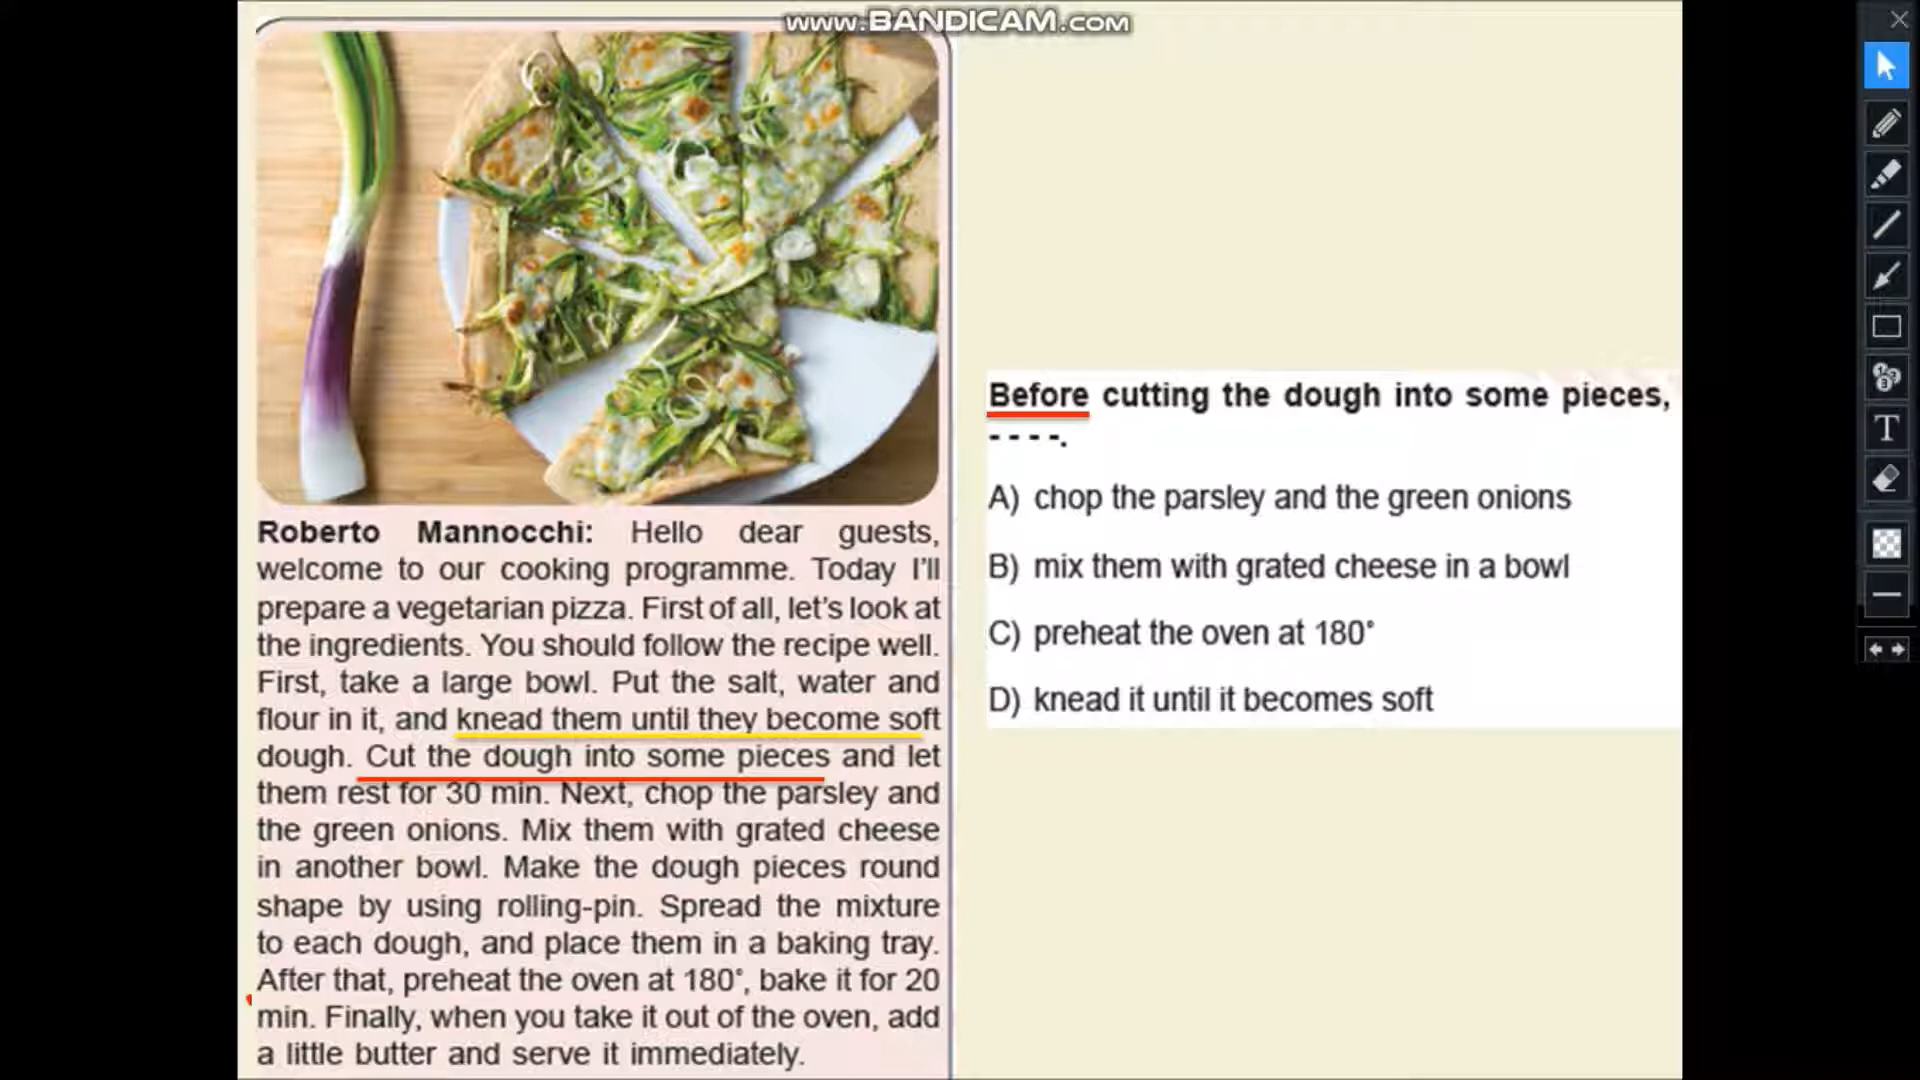 www.BANDICAM.com
Roberto Mannocchi: Hello dear guests,
welcome to our cooking programme. Today I'll
prepare a vegetarian pizza. First of all, let's look at
the ingredients. You should follow the recipe well.
First, take a large bowl. Put the salt, water and
flour in it, and knead them until they become soft
dough. Cut the dough into some pieces and let
them rest for 30 min. Next, chop the parsley and
the green onions. Mix them with grated cheese
in another bowl. Make the dough pieces round
shape by using rolling-pin. Spread the mixture
to each dough, and place them in a baking tray.
After that, preheat the oven at 180°, bake it for 20
min. Finally, when you take it out of the oven, add
a little butter and serve it immediately.
Before cutting the dough into some pieces,
- - - -.
A) chop the parsley and the green onions
B) mix them with grated cheese in a bowl
C) preheat the oven at 180°
D) knead it until it becomes soft
T